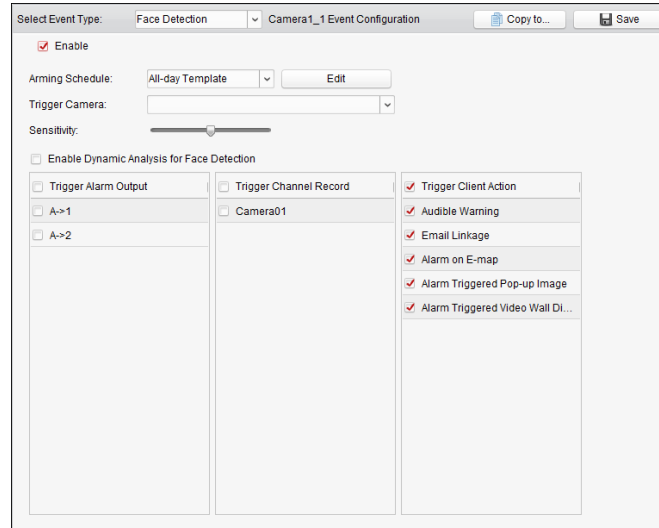 Select Event Type: Face Detection Camera1_1 Event Configuration Copy to... Save
Enable
Arming Schedule: All-day Template Edit
Trigger Camera:
Sensitivity:
Enable Dynamic Analysis for Face Detection
Trigger Alarm Output Trigger Channel Record Trigger Client Action
A->1 Camera01 Audible Warning
A->2 Email Linkage
Alarm on E-map
Alarm Triggered Pop-up Image
Alarm Triggered Video Wall Di...